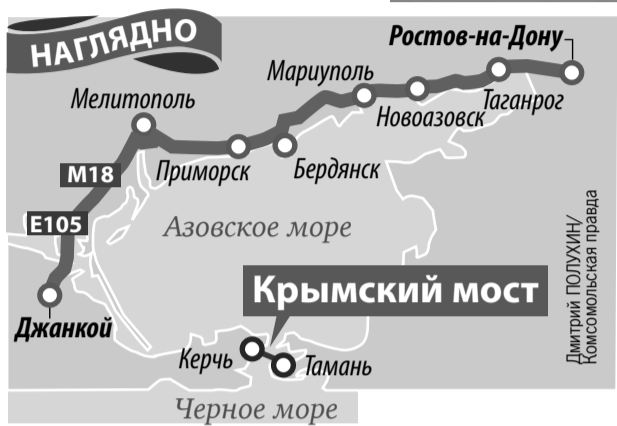 НАГЛЯДНО
Ростов-на-Дону
Мариуполь
Таганрог
Новоазовск
Мелитополь
Приморск
Бердянск
М18
Е105
Азовское море
Крымский мост
Джанкой
Керчь
Тамань
Черное море
Дмитрий ПОЛУХИН/
Комсомольская правда